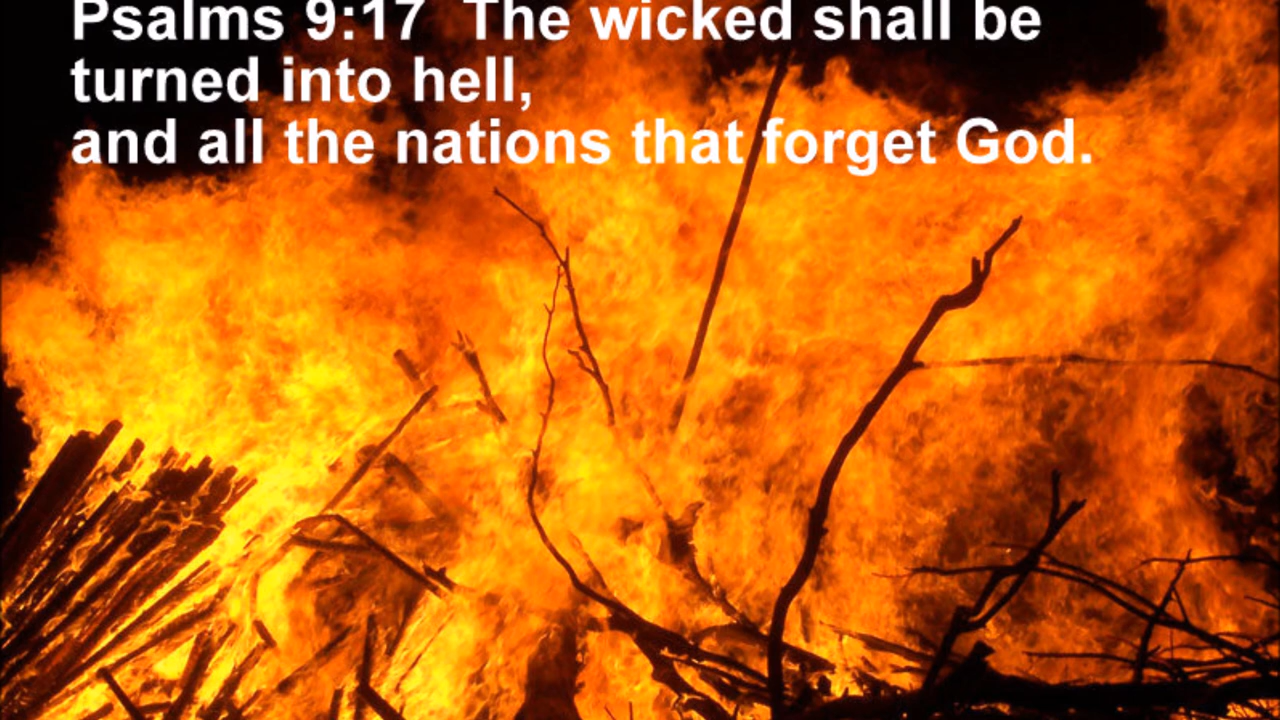 Psalms 9:17  The wicked shall be
turned into hell,
and all the nations that forget God.